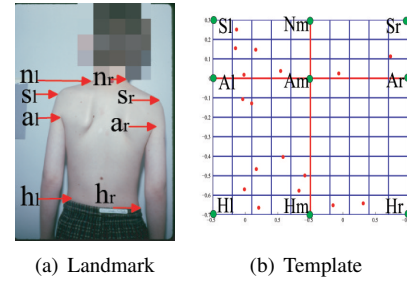 nl nr
sl sr
al ar
hl hr
Sl Nm Sr
Al Am Ar
Hl Hm Hr
(a) Landmark (b) Template